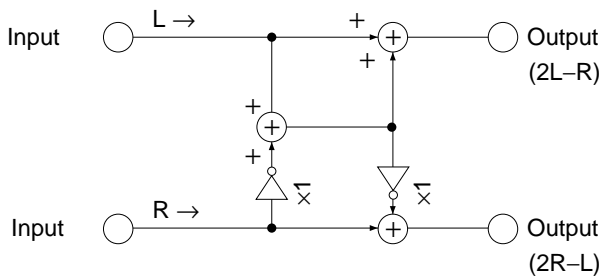 Input L → + + Output
(2L–R)
+ +
+ +
+
×1 ×1
Input R → + Output
(2R–L)